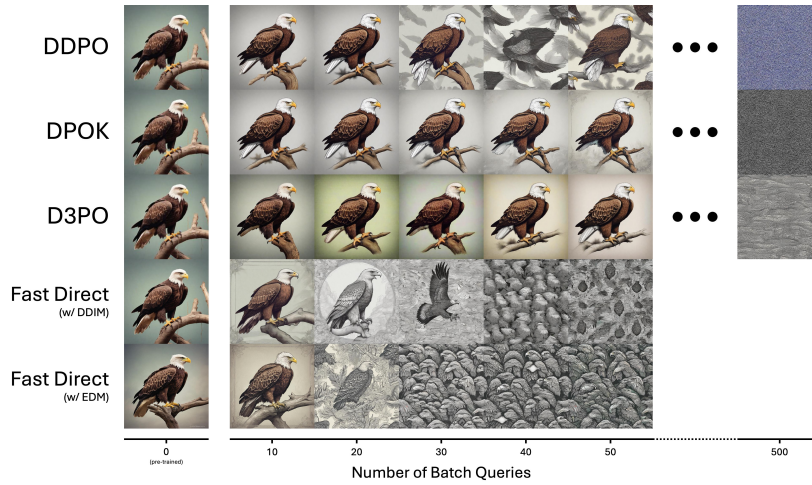 DDPO
DPOK
D3PO
Fast Direct
(w/ DDIM)
Fast Direct
(w/ EDM)
0 10 20 30 40 50 500
(pre-trained)
Number of Batch Queries